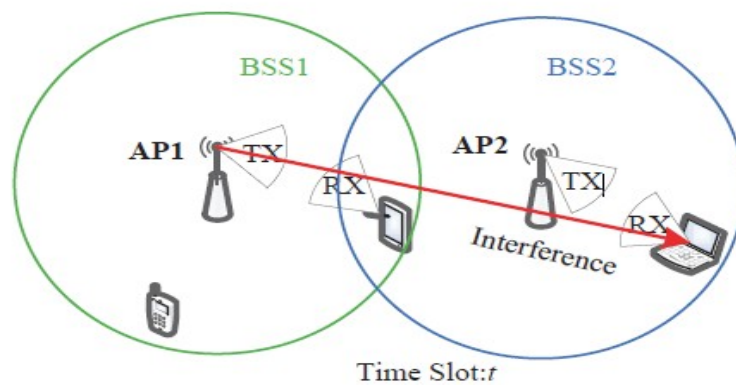 BSS1
BSS2
AP1
TX
RX
AP2
TX
RX
Interference
Time Slot:t